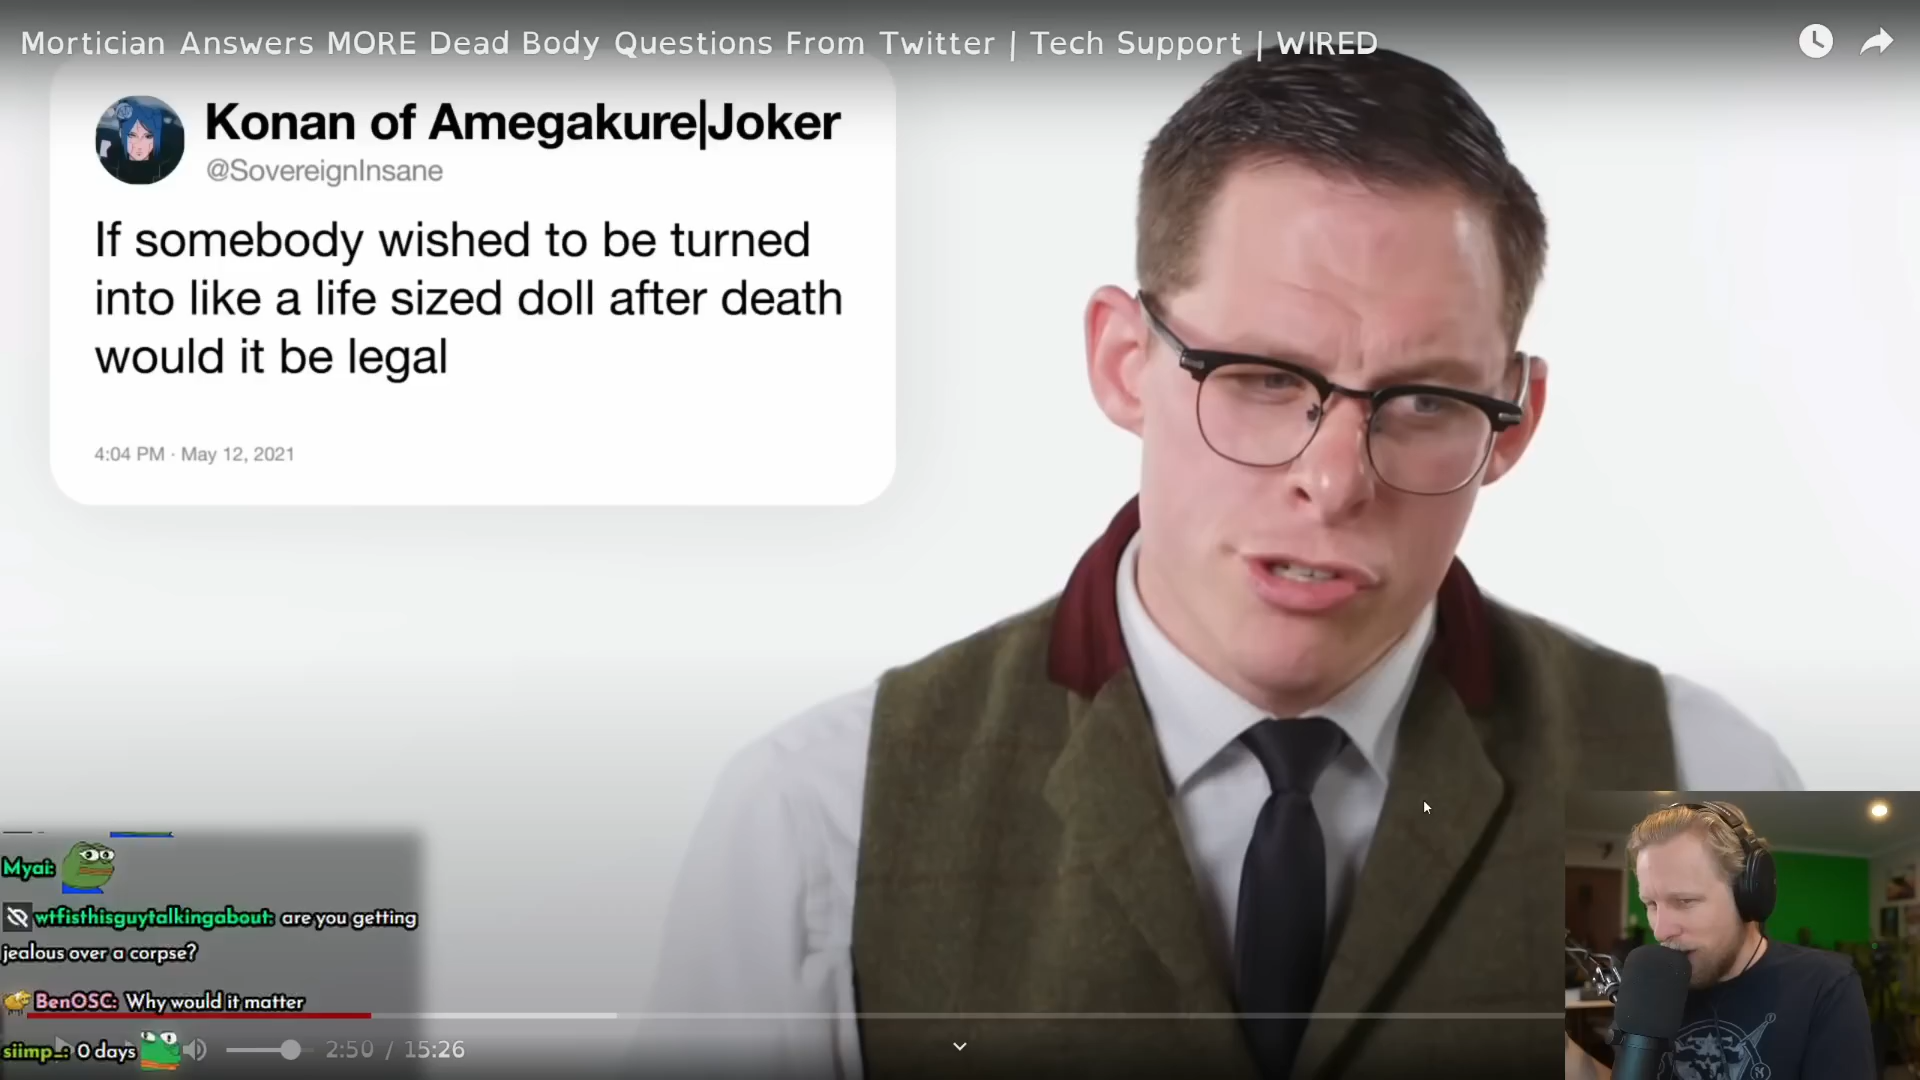 Mortician Answers MORE Dead Body Questions From Twitter | Tech Support | WIRED
Konan of Amegakure|Joker
@SovereignInsane
If somebody wished to be turned
into like a life sized doll after death
would it be legal
4:04 PM · May 12, 2021
Myai:
wtfisthisguytalkingabout: are you getting
jealous over a corpse?
BenOSC: Why would it matter
siimp_: 0 days
2:50 / 15:26